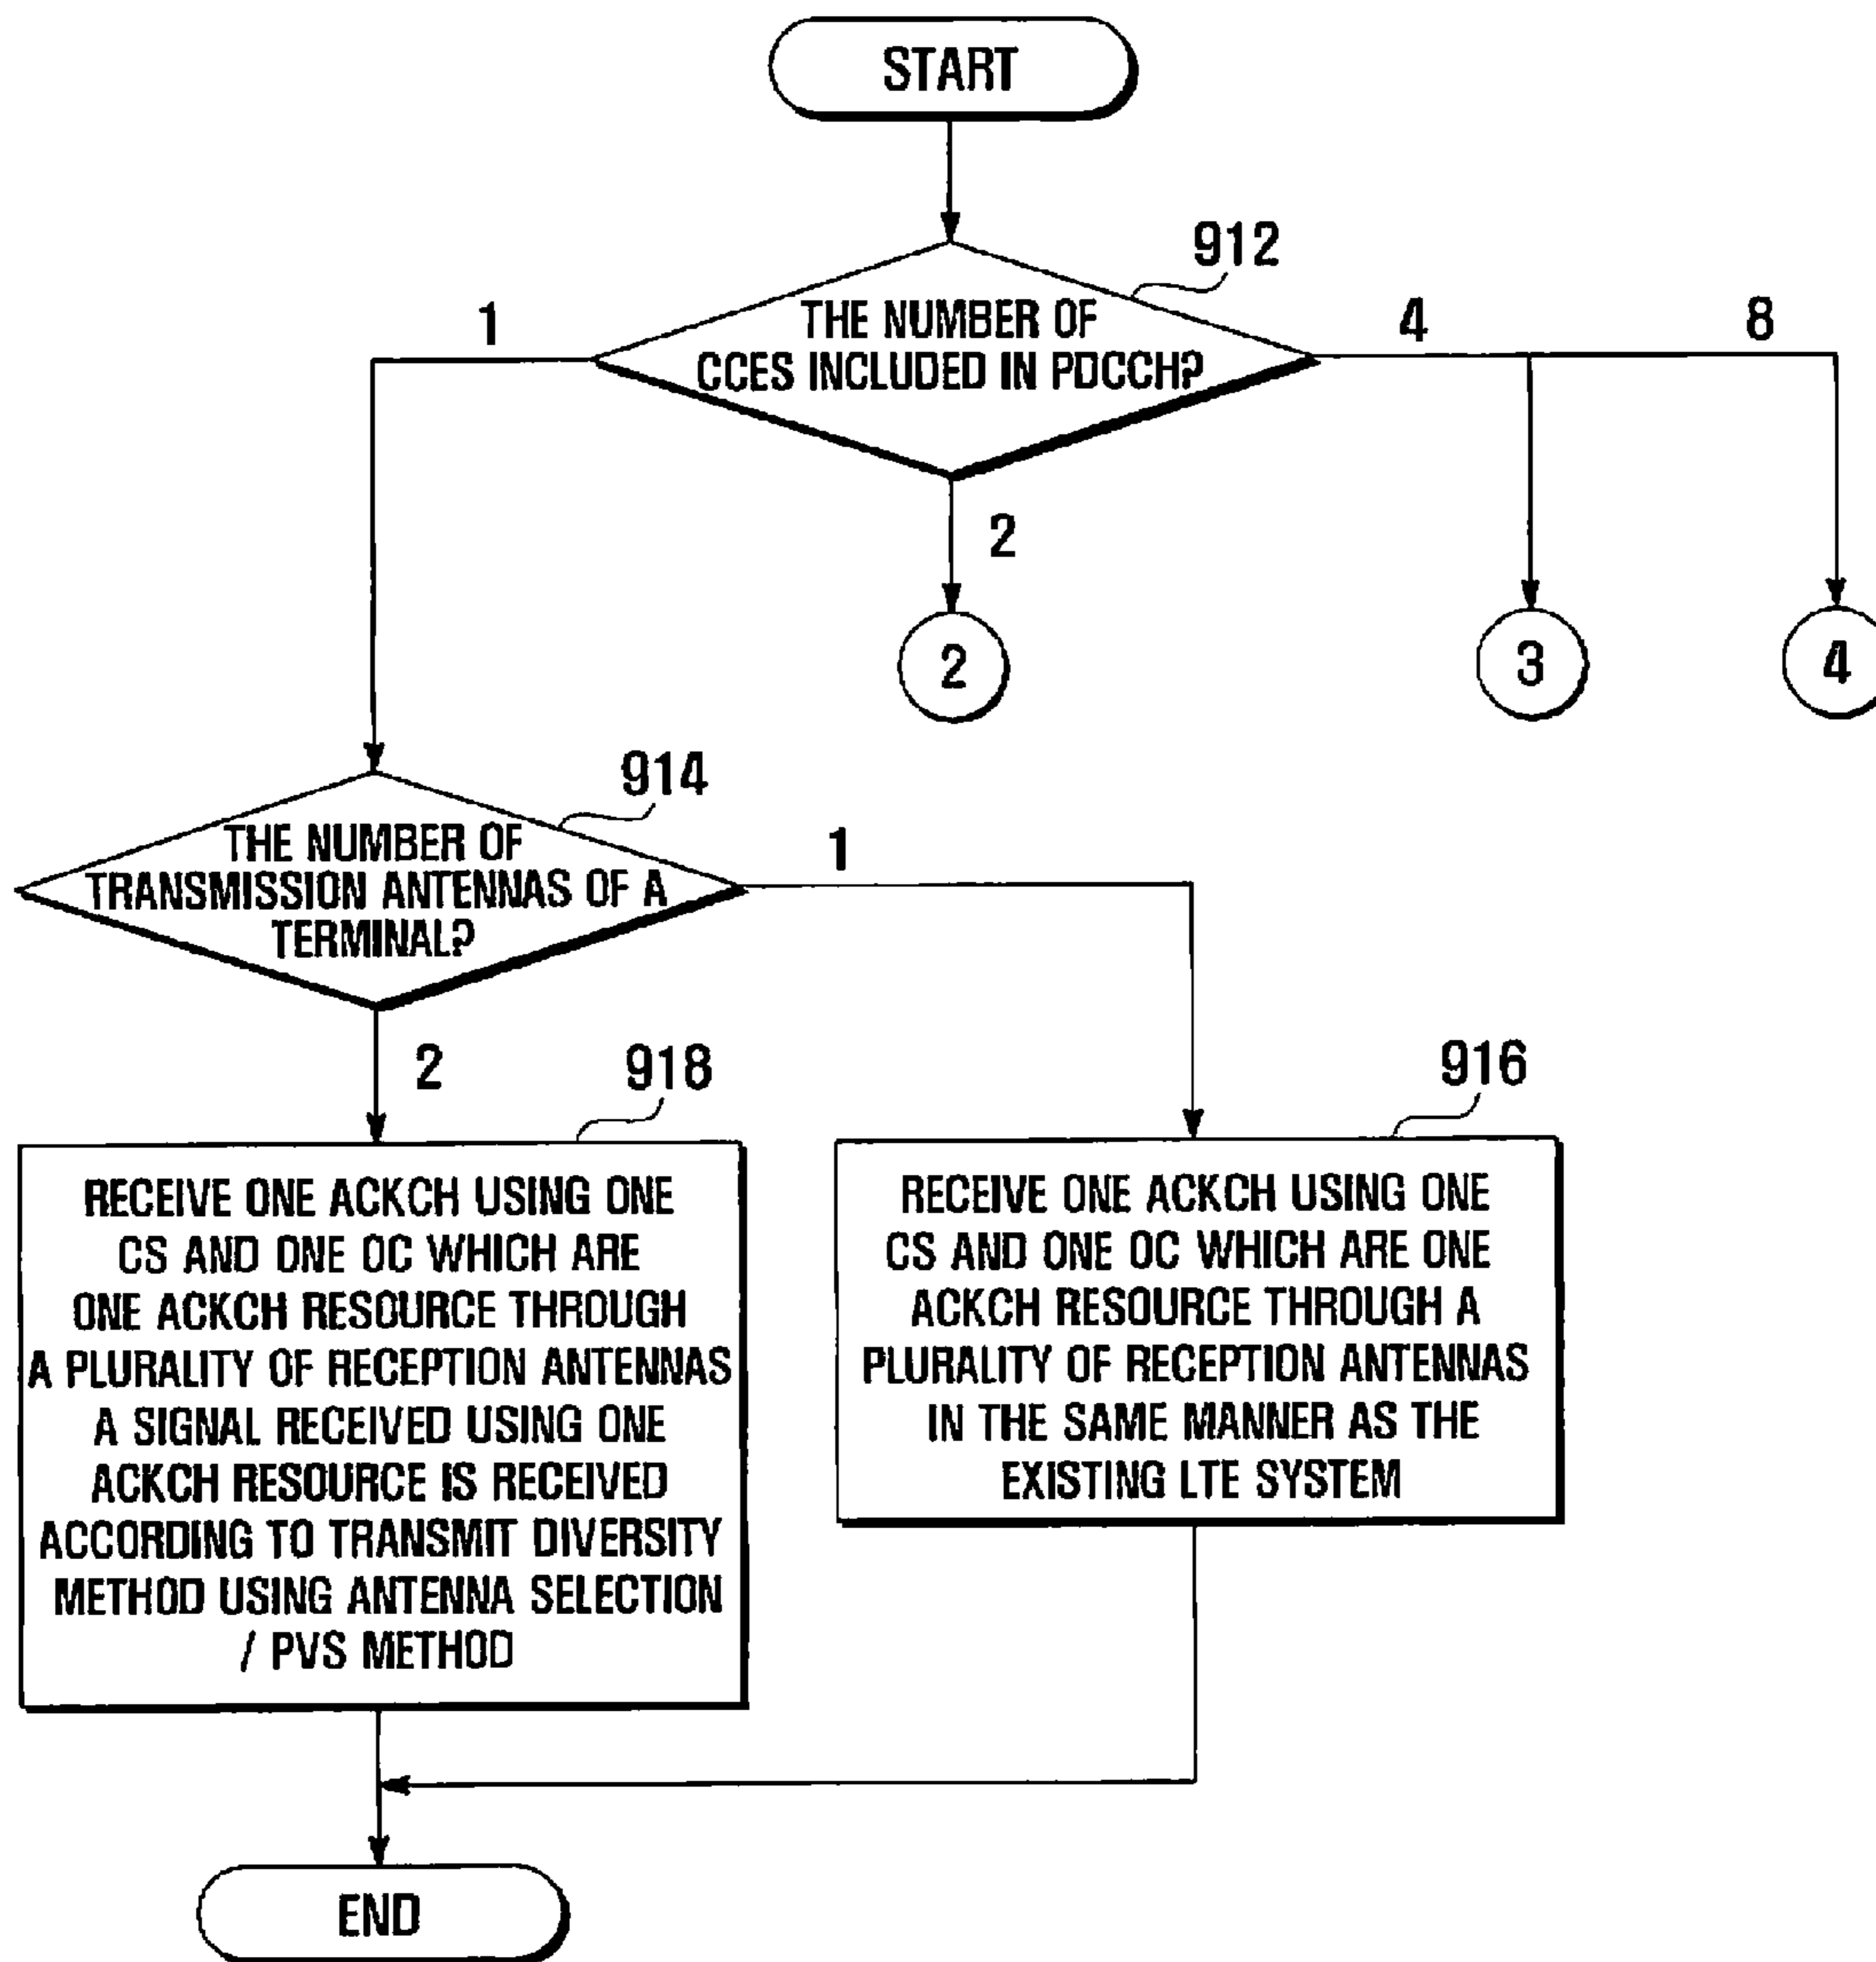 START
912
THE NUMBER OF
CCES INCLUDED IN PDCCH?
1
4
8
2
2
3
4
914
THE NUMBER OF
TRANSMISSION ANTENNAS OF A
TERMINAL?
1
2
918
RECEIVE ONE ACKCH USING ONE
CS AND ONE OC WHICH ARE
ONE ACKCH RESOURCE THROUGH
A PLURALITY OF RECEPTION ANTENNAS
A SIGNAL RECEIVED USING ONE
ACKCH RESOURCE IS RECEIVED
ACCORDING TO TRANSMIT DIVERSITY
METHOD USING ANTENNA SELECTION
/ PVS METHOD
916
RECEIVE ONE ACKCH USING ONE
CS AND ONE OC WHICH ARE ONE
ACKCH RESOURCE THROUGH A
PLURALITY OF RECEPTION ANTENNAS
IN THE SAME MANNER AS THE
EXISTING LTE SYSTEM
END